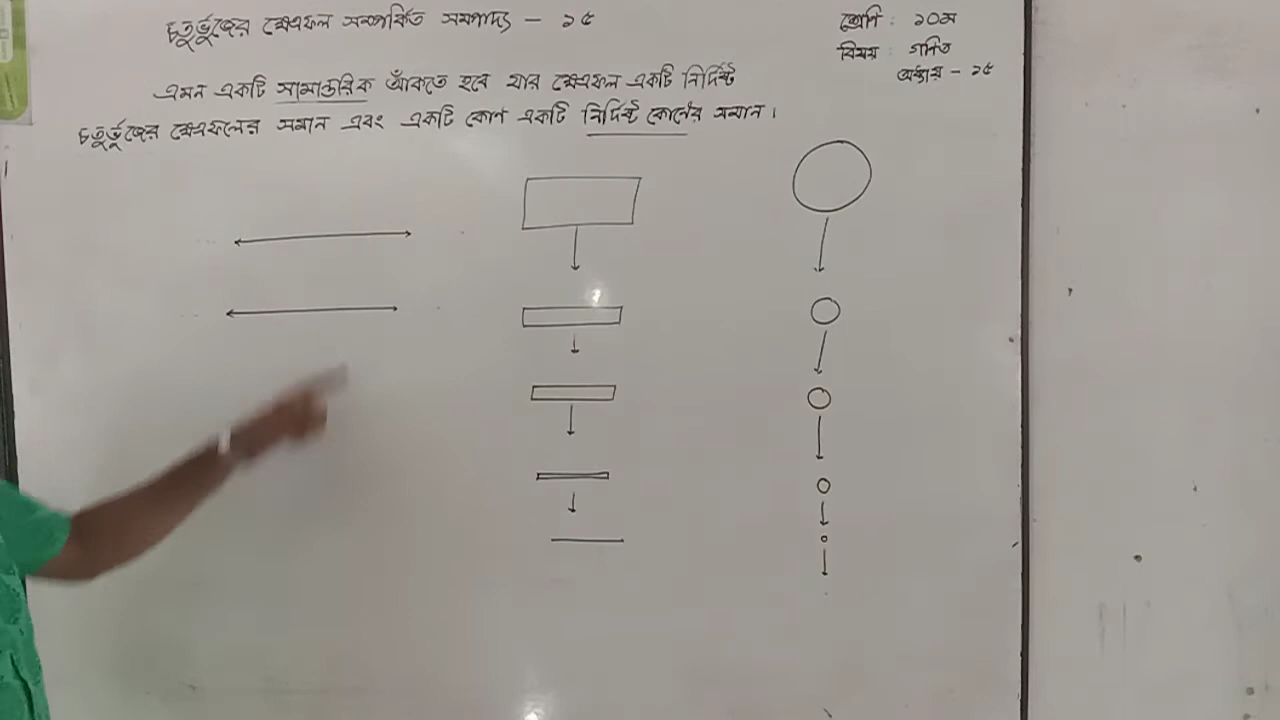 চতুর্ভুজের ক্ষেত্রফল সম্পর্কিত সম্পাদ্য - ১৫
শ্রেণি : ১০ম
বিষয় : গণিত
অধ্যায় - ১৫
এমন একটি সামান্তরিক আঁকতে হবে যার ক্ষেত্রফল একটি নির্দিষ্ট
চতুর্ভুজের ক্ষেত্রফলের সমান এবং একটি কোণ একটি নির্দিষ্ট কোণের সমান।